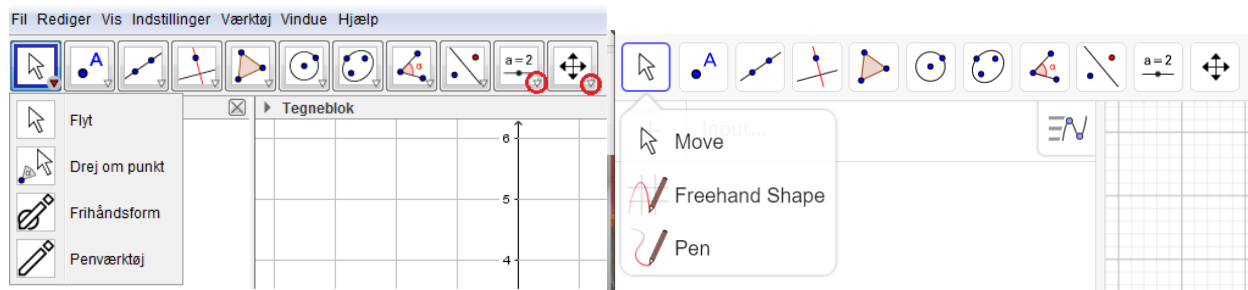 Fil Rediger Vis Indstillinger Værktøj Vindue Hjælp
A
α
a = 2
Flyt
Drej om punkt
Frihåndsform
Penværktøj
Tegneblok
6
5
4
A
α
a = 2
Input...
Move
Freehand Shape
Pen